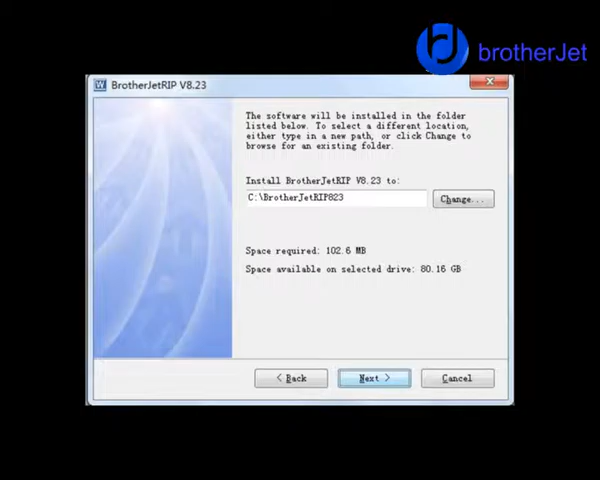 brotherJet
BrotherJetRIP V8.23
The software will be installed in the folder
listed below. To select a different location,
either type in a new path, or click Change to
browse for an existing folder.
Install BrotherJetRIP V8.23 to:
C:\BrotherJetRIP823
Change...
Space required: 102.6 MB
Space available on selected drive: 80.16 GB
< Back
Next >
Cancel